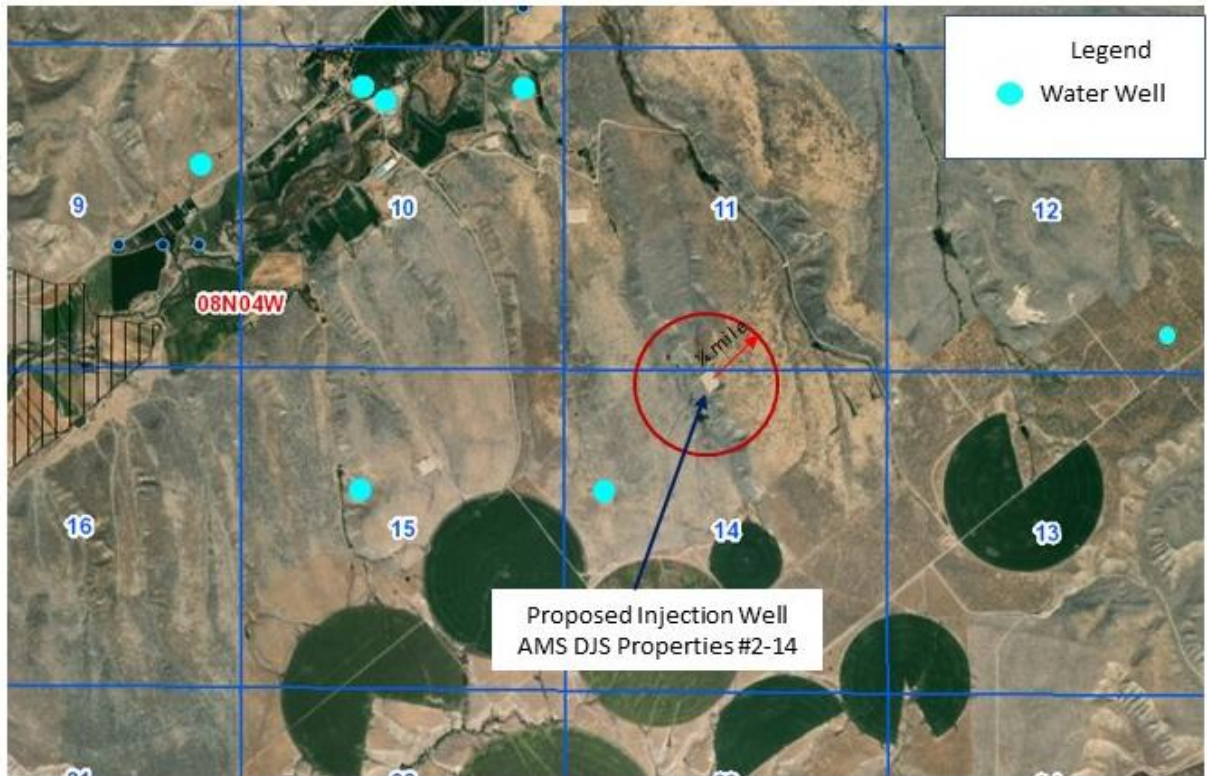 Legend
Water Well
9
10
11
12
08N04W
¼ mile
16
15
14
13
Proposed Injection Well
AMS DJS Properties #2-14